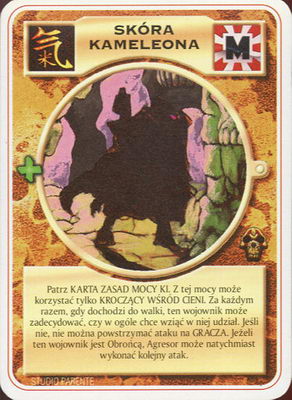 氣
SKÓRA
KAMELEONA
M
Patrz KARTA ZASAD MOCY KI. Z tej mocy może
korzystać tylko KROCZĄCY WŚRÓD CIENI. Za każdym
razem, gdy dochodzi do walki, ten wojownik może
zadecydować, czy w ogóle chce wziąć w niej udział. Jeśli
nie, nie można powstrzymać ataku na GRACZA. Jeżeli
ten wojownik jest Obrońcą, Agresor może natychmiast
wykonać kolejny atak.
STUDIO PARENTE